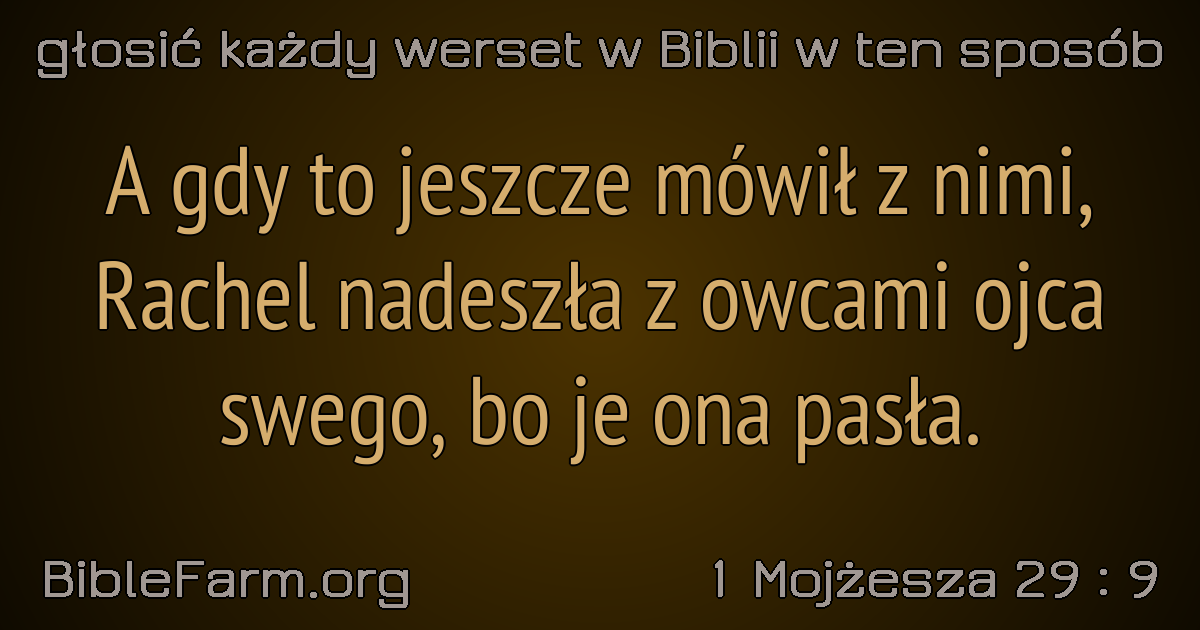 głosić każdy werset w Biblii w ten sposób
A gdy to jeszcze mówił z nimi,
Rachel nadeszła z owcami ojca
swego, bo je ona pasła.
BibleFarm.org
1 Mojżesza 29 : 9